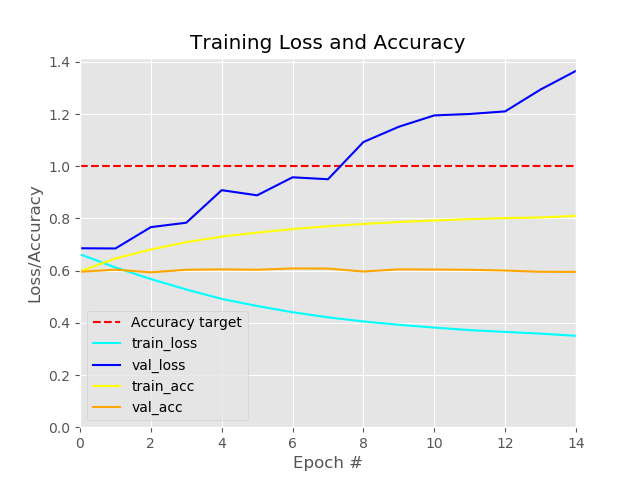 Training Loss and Accuracy
1.4
1.2
1.0
0.8
0.6
0.4
0.2
0.0
Loss/Accuracy
Accuracy target
train_loss
val_loss
train_acc
val_acc
0 2 4 6 8 10 12 14
Epoch #